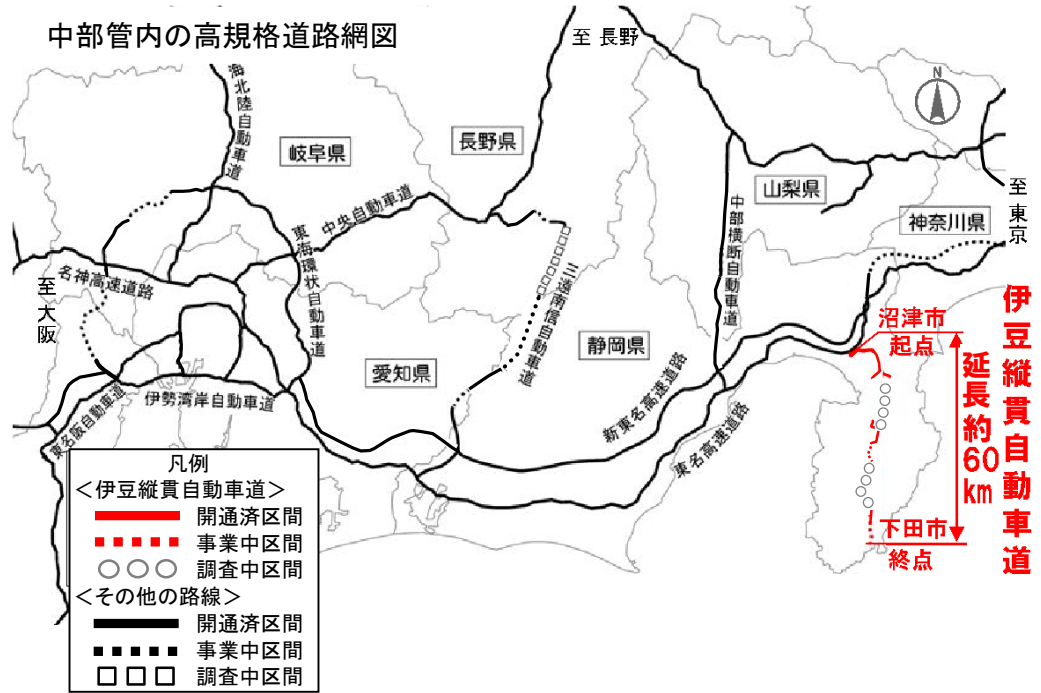 中部管内の高規格道路網図
至 長野
N
海北陸自動車道
岐阜県
長野県
山梨県
神奈川県
至 東京
中央自動車道
東海環状自動車道
中部横断自動車道
名神高速道路
至 大阪
三遠南信自動車道
静岡県
愛知県
伊勢湾岸自動車道
東名阪自動車道
新東名高速道路
東名高速道路
沼津市
起点
延長約60km
伊豆縦貫自動車道
下田市
終点
凡例
<伊豆縦貫自動車道>
開通済区間
事業中区間
調査中区間
<その他の路線>
開通済区間
事業中区間
調査中区間